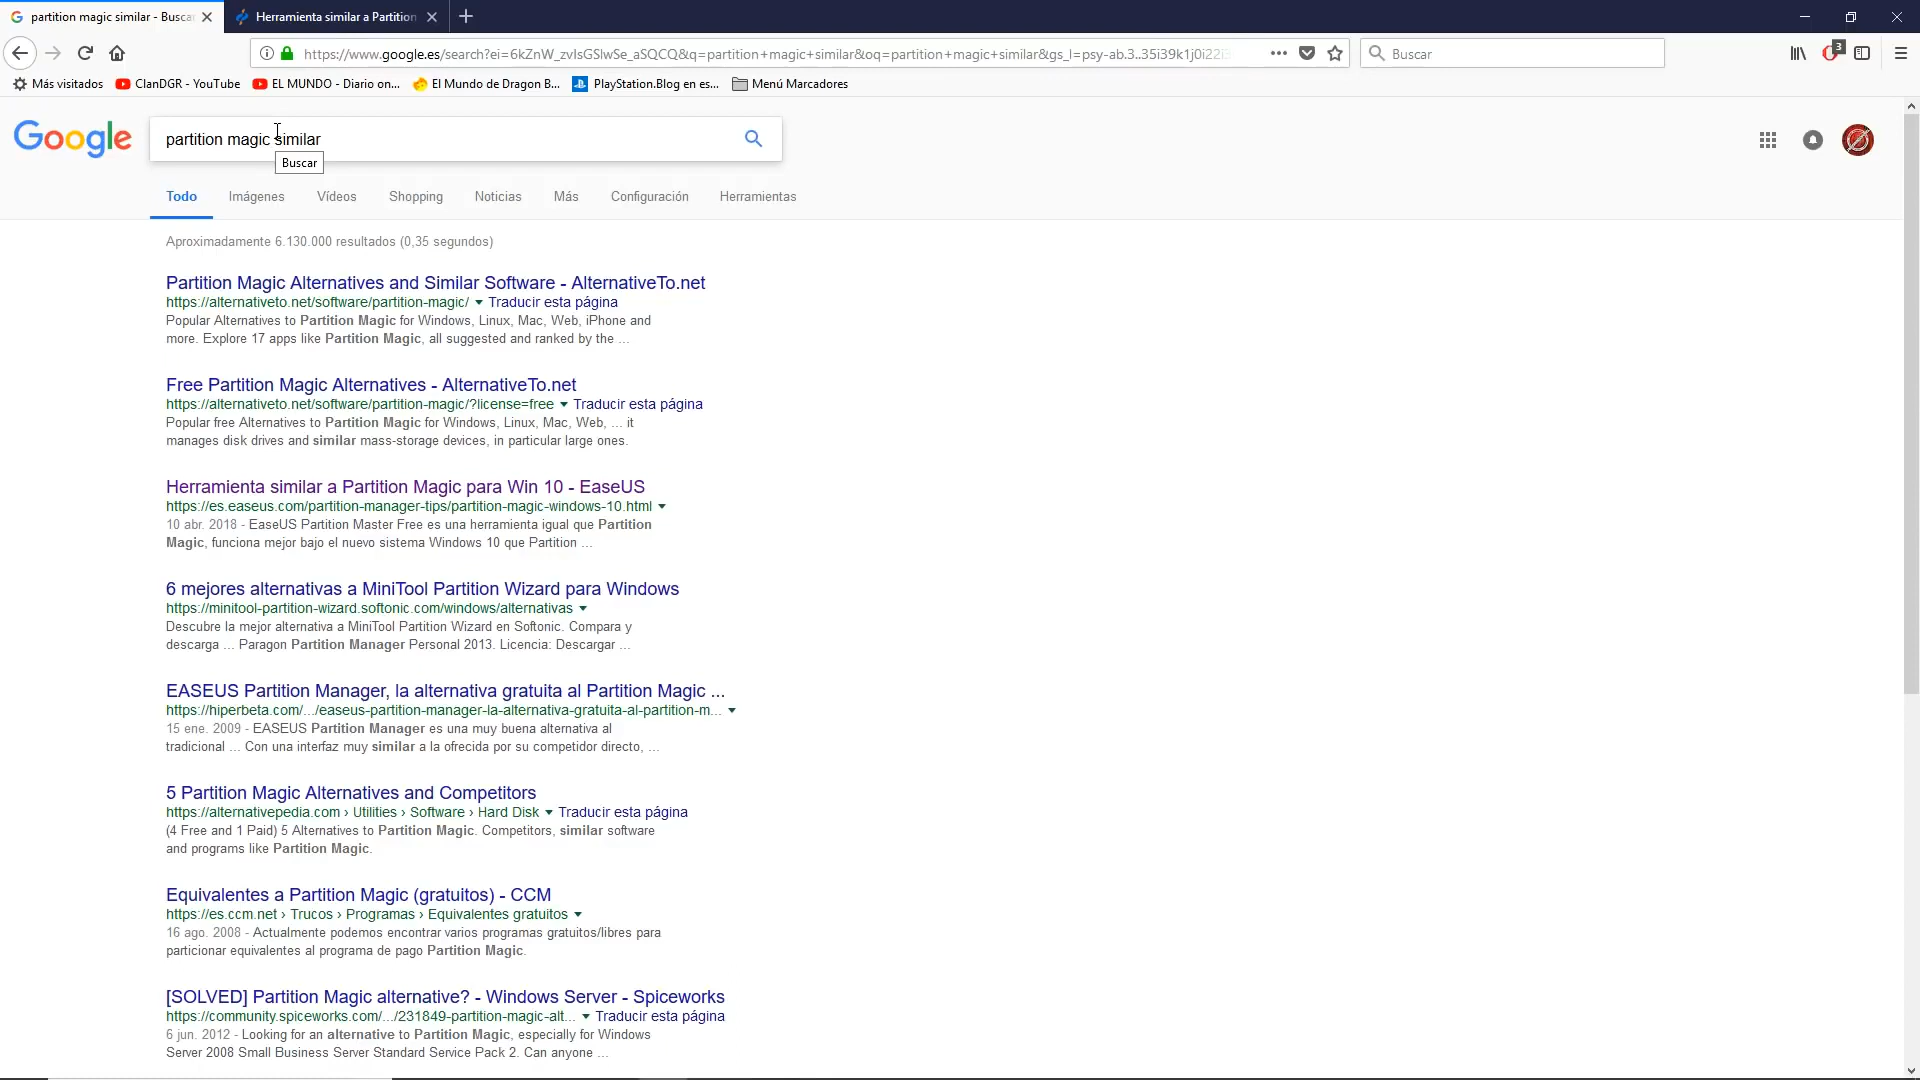 partition magic similar - Busca
Herramienta similar a Partition
https://www.google.es/search?ei=6kZnW_zvIsGSlwSe_aSQCQ&q=partition+magic+similar&oq=partition+magic+similar&gs_l=psy-ab.3..35i39k1j0i22i3
Buscar
3
Más visitados
ClanDGR - YouTube
EL MUNDO - Diario on...
El Mundo de Dragon B...
PlayStation.Blog en es...
Menú Marcadores
Google
partition magic similar
Buscar
Todo Imágenes Vídeos Shopping Noticias Más Configuración Herramientas
Aproximadamente 6.130.000 resultados (0,35 segundos)
Partition Magic Alternatives and Similar Software - AlternativeTo.net
https://alternativeto.net/software/partition-magic/ Traducir esta página
Popular Alternatives to Partition Magic for Windows, Linux, Mac, Web, iPhone and
more. Explore 17 apps like Partition Magic, all suggested and ranked by the ...
Free Partition Magic Alternatives - AlternativeTo.net
https://alternativeto.net/software/partition-magic/?license=free Traducir esta página
Popular free Alternatives to Partition Magic for Windows, Linux, Mac, Web, ... it
manages disk drives and similar mass-storage devices, in particular large ones.
Herramienta similar a Partition Magic para Win 10 - EaseUS
https://es.easeus.com/partition-manager-tips/partition-magic-windows-10.html
10 abr. 2018 - EaseUS Partition Master Free es una herramienta igual que Partition
Magic, funciona mejor bajo el nuevo sistema Windows 10 que Partition ...
6 mejores alternativas a MiniTool Partition Wizard para Windows
https://minitool-partition-wizard.softonic.com/windows/alternativas
Descubre la mejor alternativa a MiniTool Partition Wizard en Softonic. Compara y
descarga ... Paragon Partition Manager Personal 2013. Licencia: Descargar ...
EASEUS Partition Manager, la alternativa gratuita al Partition Magic ...
https://hiperbeta.com/.../easeus-partition-manager-la-alternativa-gratuita-al-partition-m...
15 ene. 2009 - EASEUS Partition Manager es una muy buena alternativa al
tradicional ... Con una interfaz muy similar a la ofrecida por su competidor directo, ...
5 Partition Magic Alternatives and Competitors
https://alternativepedia.com › Utilities › Software › Hard Disk Traducir esta página
(4 Free and 1 Paid) 5 Alternatives to Partition Magic. Competitors, similar software
and programs like Partition Magic.
Equivalentes a Partition Magic (gratuitos) - CCM
https://es.ccm.net › Trucos › Programas › Equivalentes gratuitos
16 ago. 2008 - Actualmente podemos encontrar varios programas gratuitos/libres para
particionar equivalentes al programa de pago Partition Magic.
[SOLVED] Partition Magic alternative? - Windows Server - Spiceworks
https://community.spiceworks.com/.../231849-partition-magic-alt... Traducir esta página
6 jun. 2012 - Looking for an alternative to Partition Magic, especially for Windows
Server 2008 Small Business Server Standard Service Pack 2. Can anyone ...